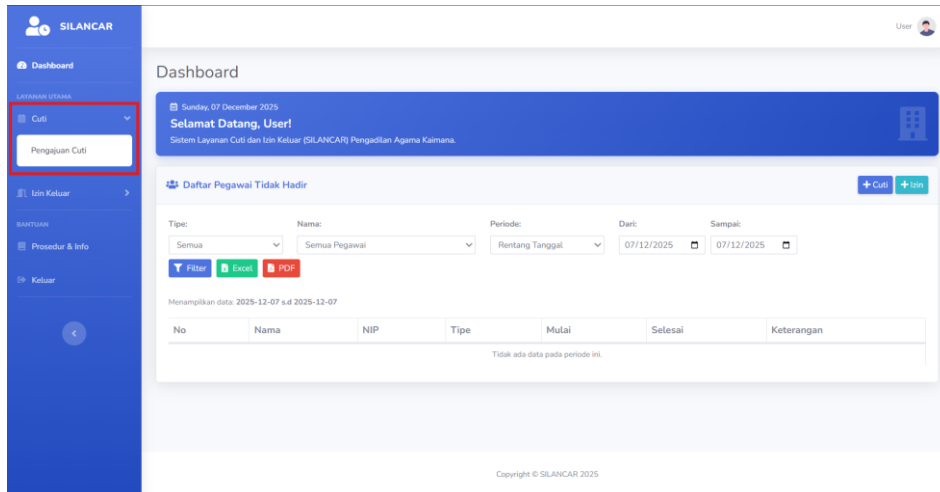 SILANCAR
User
Dashboard
LAYANAN UTAMA
Cuti
Pengajuan Cuti
Izin Keluar
BANTUAN
Prosedur & Info
Keluar
Dashboard
Sunday, 07 December 2025
Selamat Datang, User!
Sistem Layanan Cuti dan Izin Keluar (SILANCAR) Pengadilan Agama Kaimana.
Daftar Pegawai Tidak Hadir
+ Cuti + Izin
Tipe: Nama: Periode: Dari: Sampai:
Semua Semua Pegawai Rentang Tanggal 07/12/2025 07/12/2025
Filter Excel PDF
Menampilkan data: 2025-12-07 s.d 2025-12-07
No Nama NIP Tipe Mulai Selesai Keterangan
Tidak ada data pada periode ini.
Copyright © SILANCAR 2025